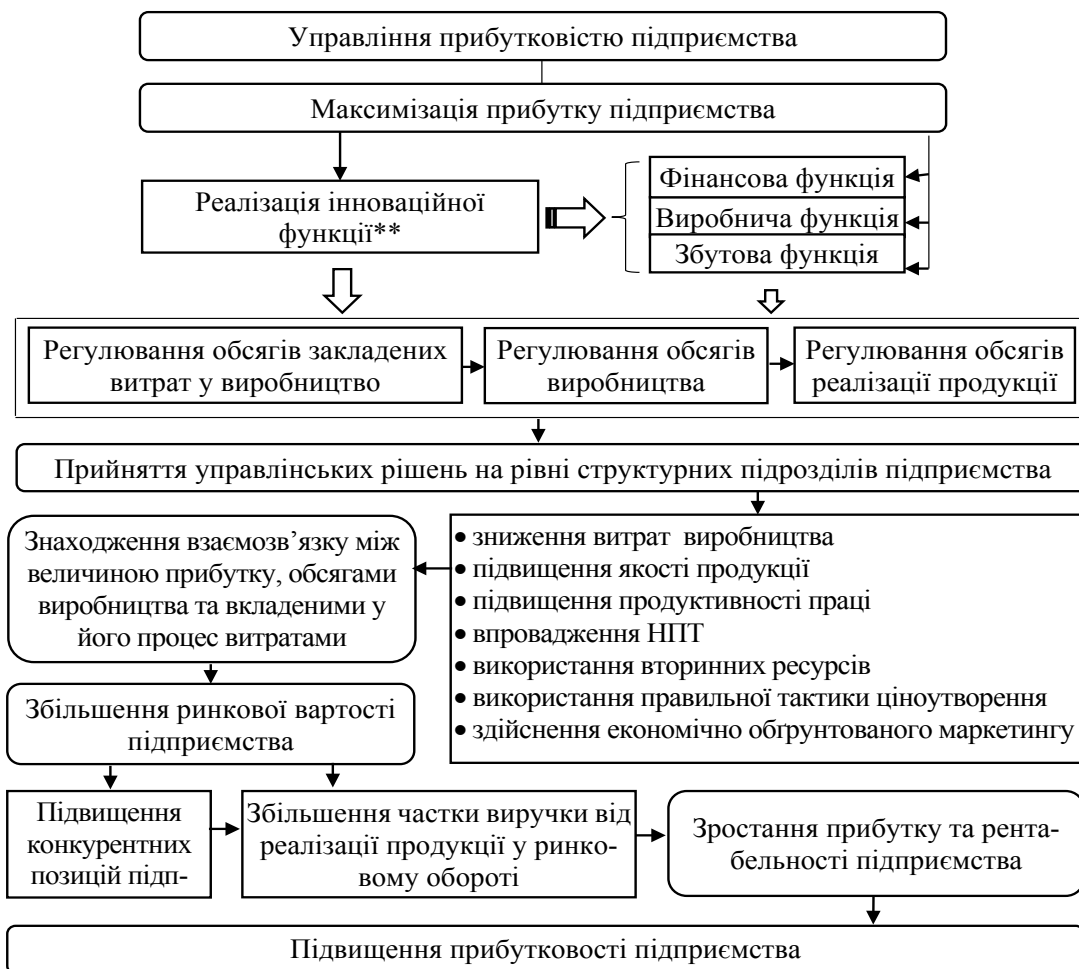 Управління прибутковістю підприємства
Максимізація прибутку підприємства
Реалізація інноваційної
функції**
Фінансова функція
Виробнича функція
Збутова функція
Регулювання обсягів закладених
витрат у виробництво
Регулювання обсягів
виробництва
Регулювання обсягів
реалізації продукції
Прийняття управлінських рішень на рівні структурних підрозділів підприємства
Знаходження взаємозв’язку між
величиною прибутку, обсягами
виробництва та вкладеними у
його процес витратами
• зниження витрат виробництва
• підвищення якості продукції
• підвищення продуктивності праці
• впровадження НПТ
• використання вторинних ресурсів
• використання правильної тактики ціноутворення
• здійснення економічно обґрунтованого маркетингу
Збільшення ринкової вартості
підприємства
Підвищення
конкурентних
позицій підп-
Збільшення частки виручки від
реалізації продукції у ринко-
вому обороті
Зростання прибутку та рента-
бельності підприємства
Підвищення прибутковості підприємства